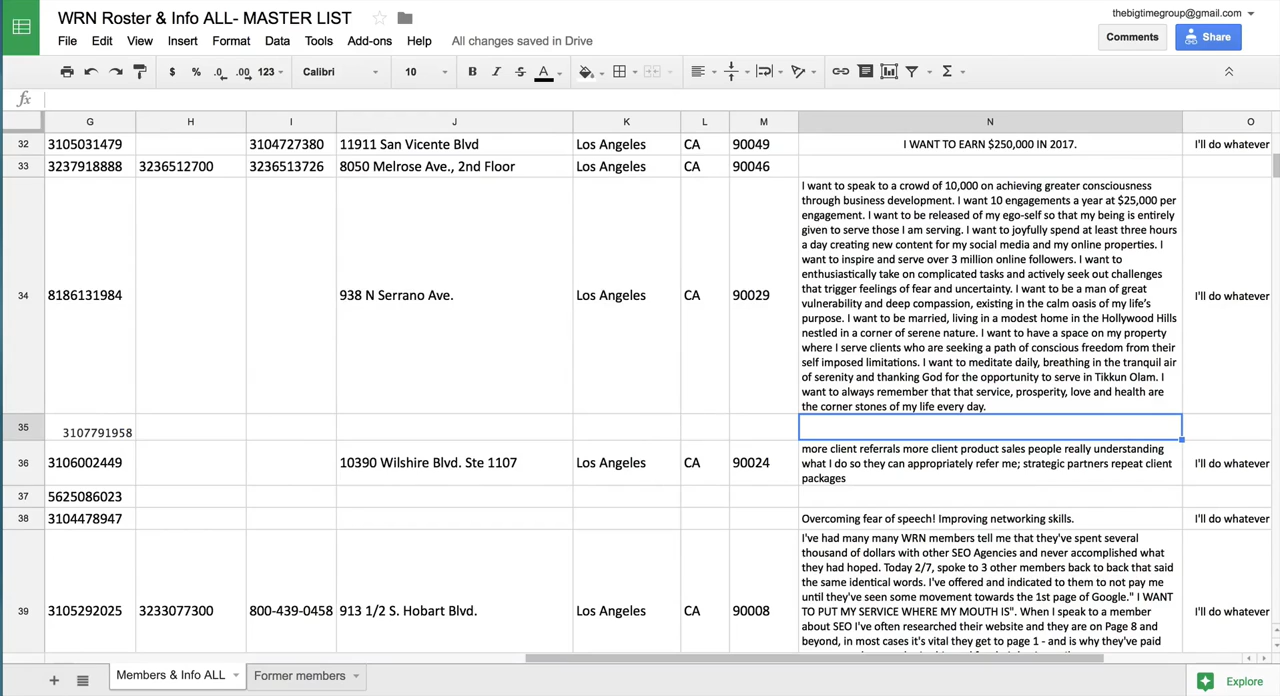 WRN Roster & Info ALL- MASTER LIST
thebigtimegroup@gmail.com
File Edit View Insert Format Data Tools Add-ons Help All changes saved in Drive
Comments Share
$ % .0 .00 123 Calibri 10 B I S A Σ
fx
G H I J K L M N O
32 3105031479 3104727380 11911 San Vicente Blvd Los Angeles CA 90049 I WANT TO EARN $250,000 IN 2017. I'll do whatever
33 3237918888 3236512700 3236513726 8050 Melrose Ave., 2nd Floor Los Angeles CA 90046
I want to speak to a crowd of 10,000 on achieving greater consciousness
through business development. I want 10 engagements a year at $25,000 per
engagement. I want to be released of my ego-self so that my being is entirely
given to serve those I am serving. I want to joyfully spend at least three hours
a day creating new content for my social media and my online properties. I
want to inspire and serve over 3 million online followers. I want to
enthusiastically take on complicated tasks and actively seek out challenges
that trigger feelings of fear and uncertainty. I want to be a man of great
34 8186131984 938 N Serrano Ave. Los Angeles CA 90029 vulnerability and deep compassion, existing in the calm oasis of my life's I'll do whatever
purpose. I want to be married, living in a modest home in the Hollywood Hills
nestled in a corner of serene nature. I want to have a space on my property
where I serve clients who are seeking a path of conscious freedom from their
self imposed limitations. I want to meditate daily, breathing in the tranquil air
of serenity and thanking God for the opportunity to serve in Tikkun Olam. I
want to always remember that that service, prosperity, love and health are
the corner stones of my life every day.
35 3107791958
more client referrals more client product sales people really understanding
36 3106002449 10390 Wilshire Blvd. Ste 1107 Los Angeles CA 90024 what I do so they can appropriately refer me; strategic partners repeat client I'll do whatever
packages
37 5625086023
38 3104478947 Overcoming fear of speech! Improving networking skills. I'll do whatever
I've had many many WRN members tell me that they've spent several
thousand of dollars with other SEO Agencies and never accomplished what
they had hoped. Today 2/7, spoke to 3 other members back to back that said
the same identical words. I've offered and indicated to them to not pay me
until they've seen some movement towards the 1st page of Google." I WANT
39 3105292025 3233077300 800-439-0458 913 1/2 S. Hobart Blvd. Los Angeles CA 90008 TO PUT MY SERVICE WHERE MY MOUTH IS". When I speak to a member I'll do whatever
about SEO I've often researched their website and they are on Page 8 and
beyond, in most cases it's vital they get to page 1 - and is why they've paid
Members & Info ALL Former members Explore